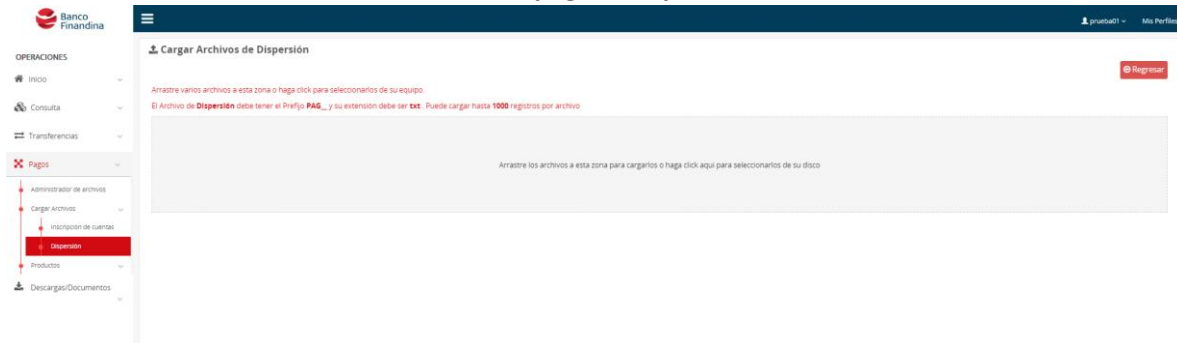 Banco
Finandina
prueba01
Mis Perfiles
OPERACIONES
Inicio
Consulta
Transferencias
Pagos
Administrador de archivos
Cargar Archivos
Inscripción de cuentas
Dispersión
Productos
Descargas/Documentos
Cargar Archivos de Dispersión
Regresar
Arrastre varios archivos a esta zona o haga click para seleccionarlos de su equipo.
El Archivo de Dispersión debe tener el Prefijo PAG_ y su extensión debe ser txt. Puede cargar hasta 1000 registros por archivo
Arrastre los archivos a esta zona para cargarlos o haga click aqui para seleccionarlos de su disco